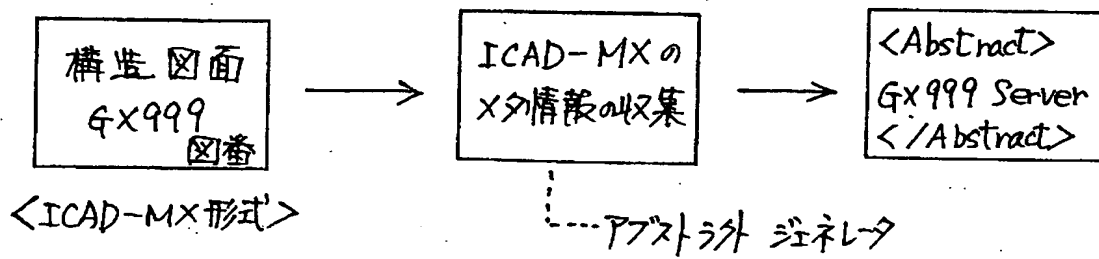 構造図面
GX999
図番
<ICAD-MX形式>
ICAD-MXの
メタ情報の収集
アブストラクト ジェネレータ
<Abstract>
GX999 Server
</Abstract>